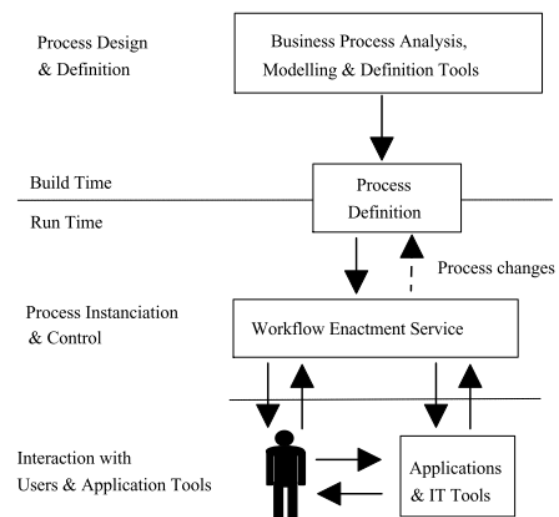 Process Design
& Definition
Business Process Analysis,
Modelling & Definition Tools
Build Time
Process
Definition
Run Time
Process changes
Process Instanciation
& Control
Workflow Enactment Service
Interaction with
Users & Application Tools
Applications
& IT Tools